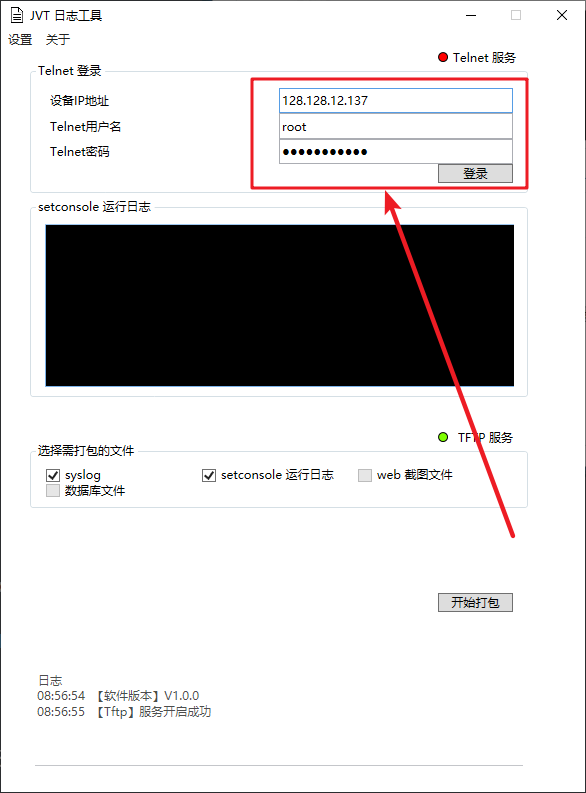 JVT 日志工具
设置 关于
Telnet 服务
Telnet 登录
设备IP地址 128.128.12.137
Telnet用户名 root
Telnet密码 ●●●●●●●●●●●
登录
setconsole 运行日志
TFTP 服务
选择需打包的文件
syslog setconsole 运行日志 web 截图文件
数据库文件
开始打包
日志
08:56:54 【软件版本】V1.0.0
08:56:55 【Tftp】服务开启成功